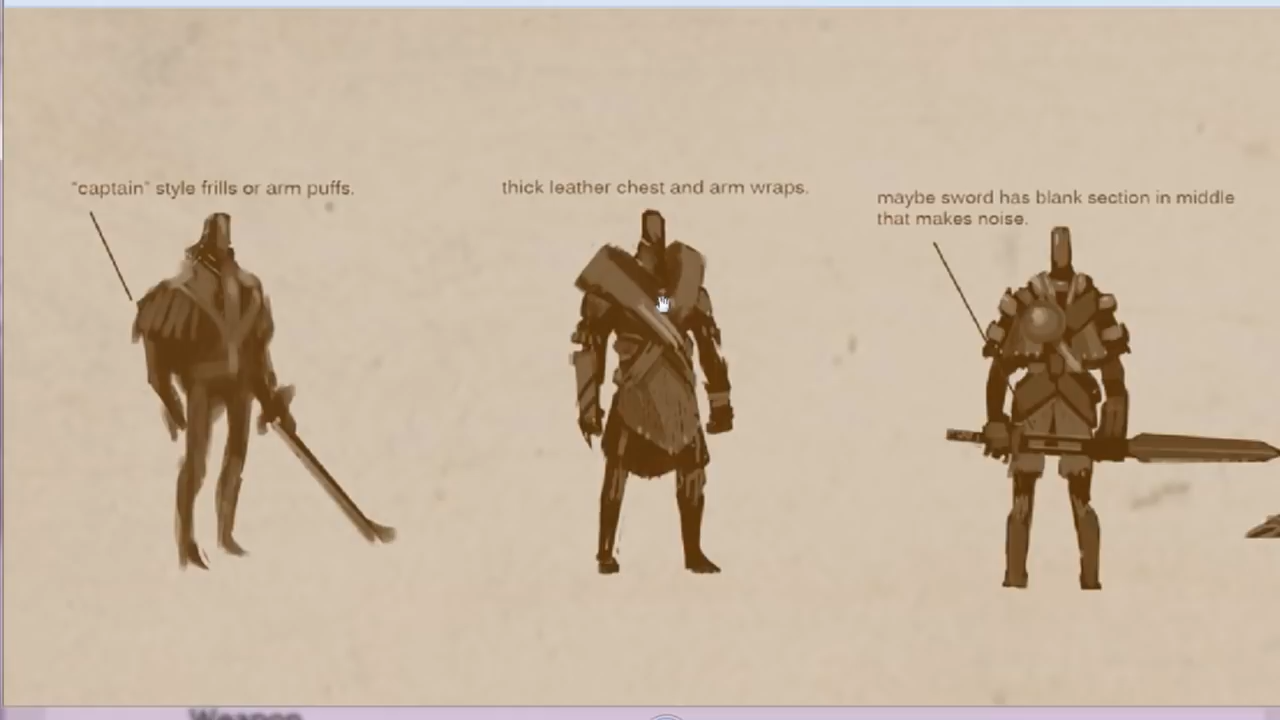 "captain" style frills or arm puffs.
thick leather chest and arm wraps.
maybe sword has blank section in middle
that makes noise.
Weapon